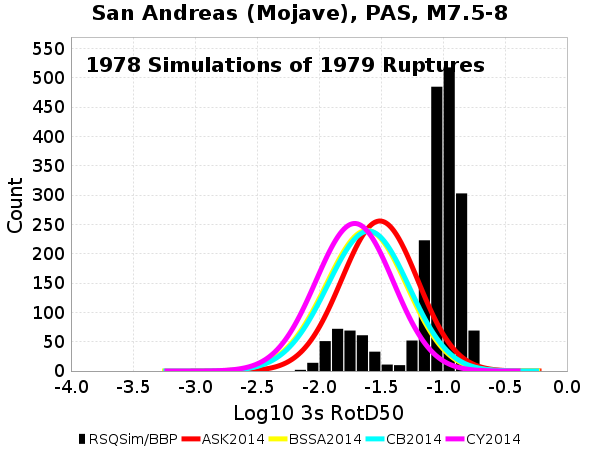 San Andreas (Mojave), PAS, M7.5-8
1978 Simulations of 1979 Ruptures
Count
550
500
450
400
350
300
250
200
150
100
50
0
-4.0 -3.5 -3.0 -2.5 -2.0 -1.5 -1.0 -0.5 0.0
Log10 3s RotD50
RSQSim/BBP ASK2014 BSSA2014 CB2014 CY2014